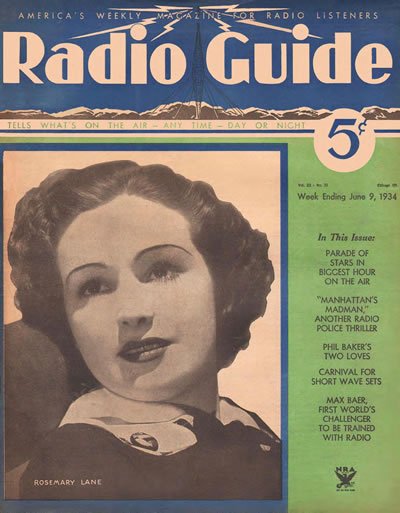 AMERICA'S WEEKLY MAGAZINE FOR RADIO LISTENERS
Radio Guide
TELLS WHAT'S ON THE AIR — ANY TIME — DAY OR NIGHT
5¢
Week Ending June 9, 1934
In This Issue:
PARADE OF
STARS IN
BIGGEST HOUR
ON THE AIR
"MANHATTAN'S
MADMAN,"
ANOTHER RADIO
POLICE THRILLER
PHIL BAKER'S
TWO LOVES
CARNIVAL FOR
SHORT WAVE SETS
MAX BAER,
FIRST WORLD'S
CHALLENGER
TO BE TRAINED
WITH RADIO
NRA
ROSEMARY LANE